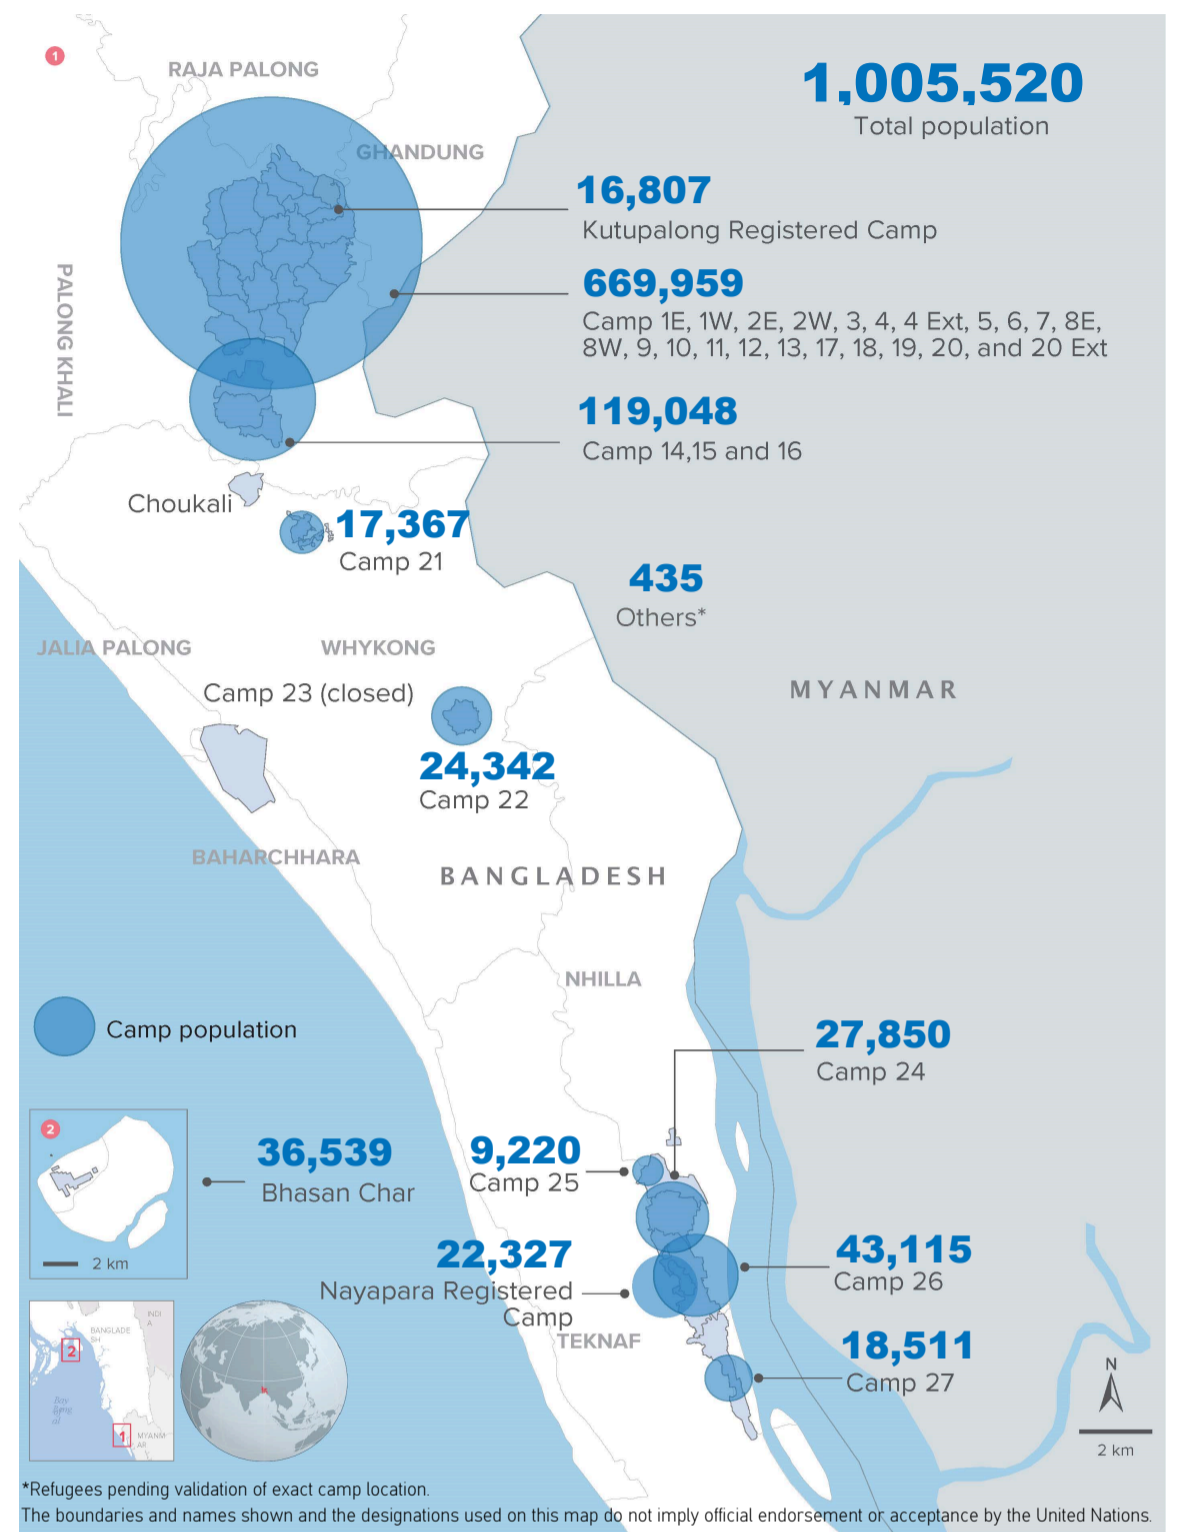 1
RAJA PALONG
1,005,520
Total population
GHANDUNG
16,807
Kutupalong Registered Camp
PALONG KHALI
669,959
Camp 1E, 1W, 2E, 2W, 3, 4, 4 Ext, 5, 6, 7, 8E,
8W, 9, 10, 11, 12, 13, 17, 18, 19, 20, and 20 Ext
119,048
Camp 14,15 and 16
Choukali
17,367
Camp 21
435
Others*
JALIA PALONG
WHYKONG
MYANMAR
Camp 23 (closed)
24,342
Camp 22
BAHARCHHARA
BANGLADESH
NHILLA
Camp population
27,850
Camp 24
2
36,539
Bhasan Char
2 km
9,220
Camp 25
22,327
Nayapara Registered
Camp
43,115
Camp 26
TEKNAF
18,511
Camp 27
INDI
A
BANGLADE
SH
2
1
MYANM
AR
N
2 km
*Refugees pending validation of exact camp location.
The boundaries and names shown and the designations used on this map do not imply official endorsement or acceptance by the United Nations.